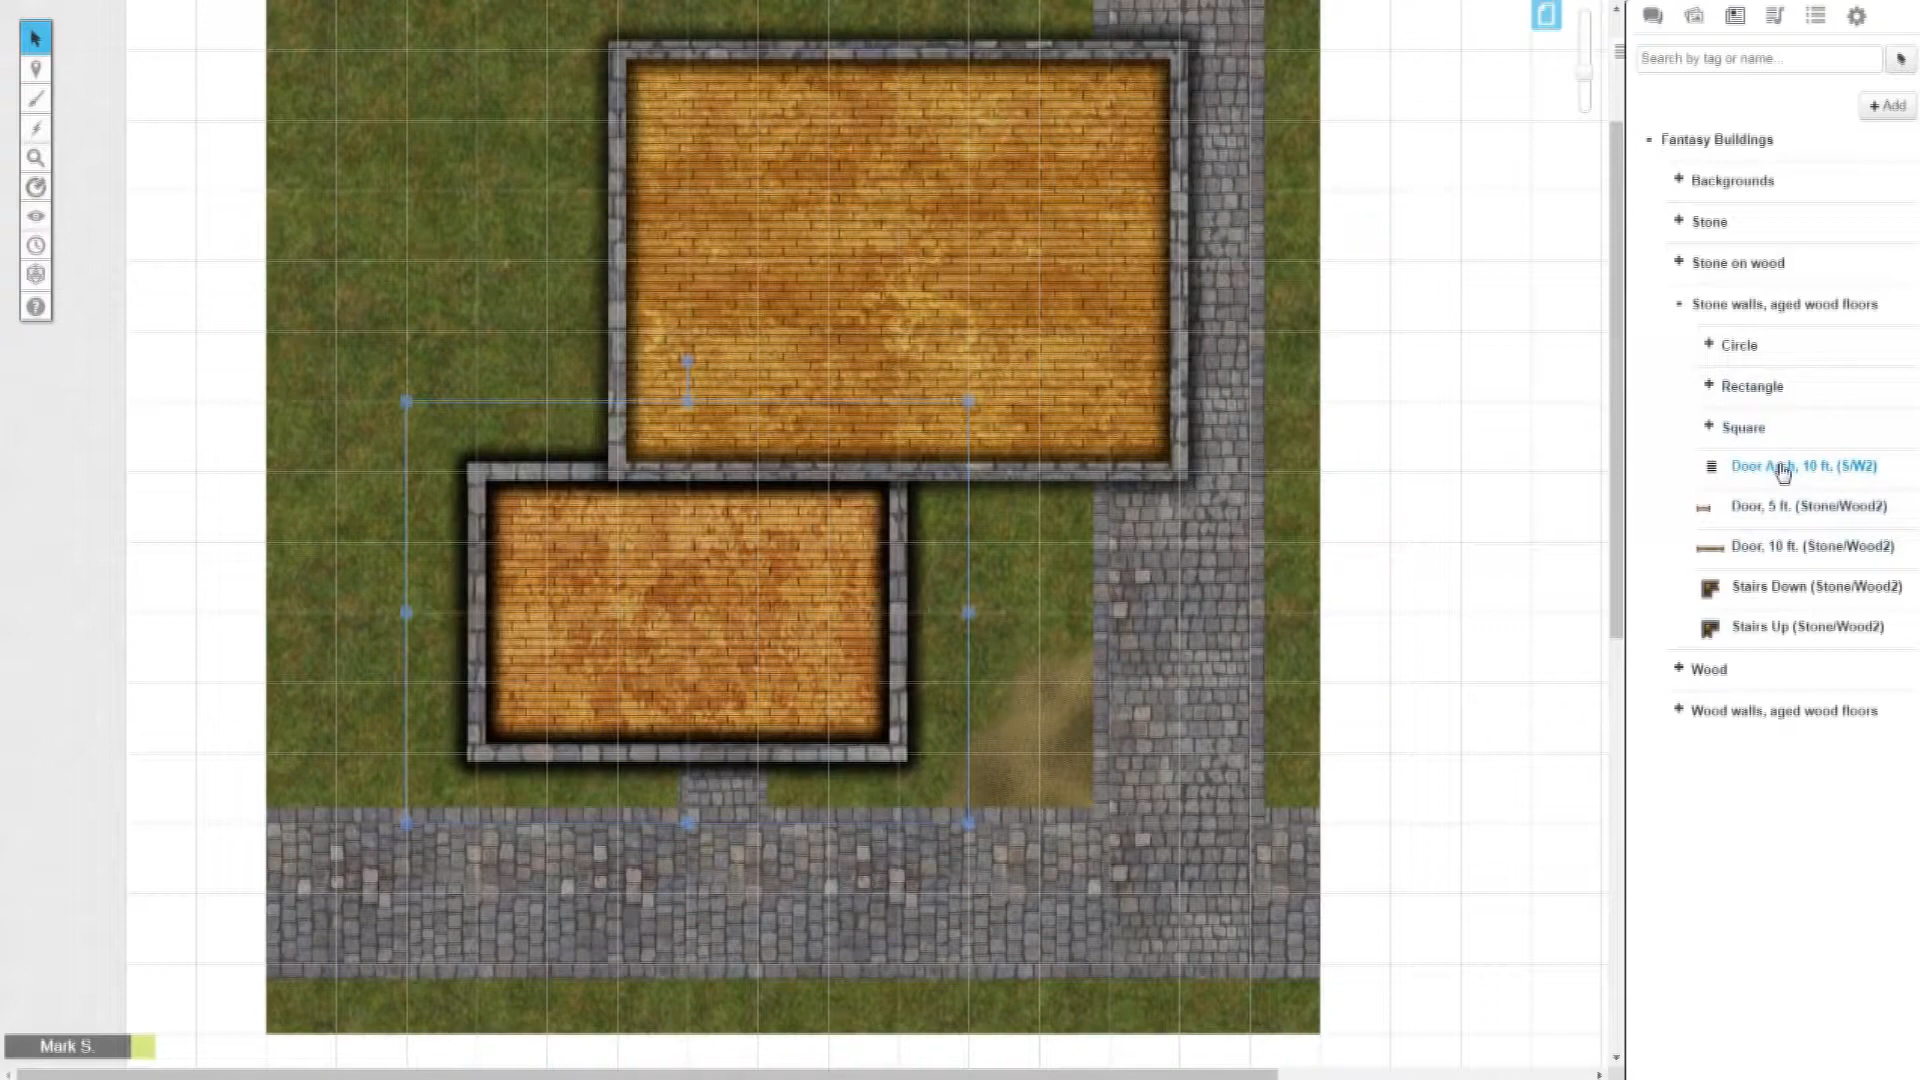 Search by tag or name...
+ Add
Fantasy Buildings
Backgrounds
Stone
Stone on wood
Stone walls, aged wood floors
Circle
Rectangle
Square
Door Arch, 10 ft. (S/W2)
Door, 5 ft. (Stone/Wood2)
Door, 10 ft. (Stone/Wood2)
Stairs Down (Stone/Wood2)
Stairs Up (Stone/Wood2)
Wood
Wood walls, aged wood floors
Mark S.